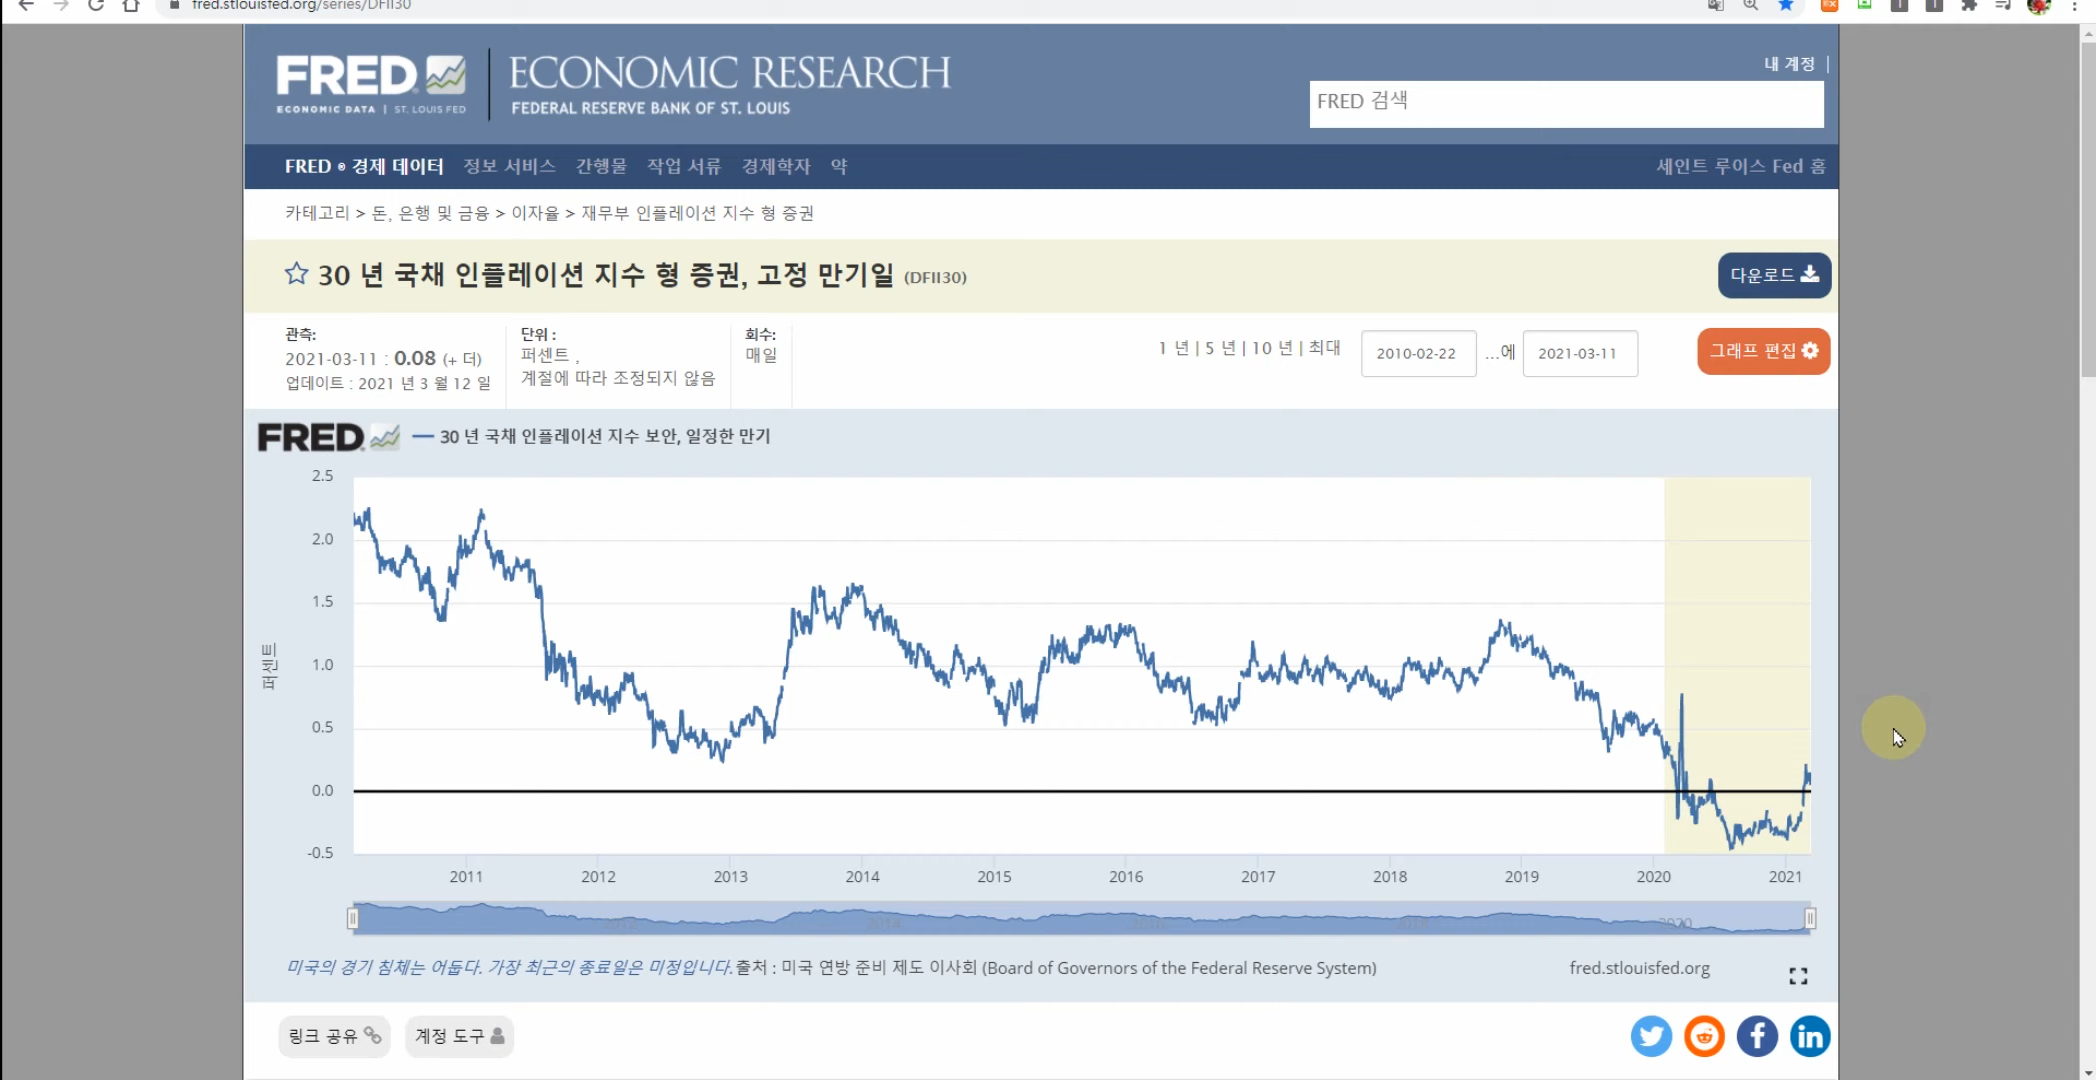 fred.stlouisfed.org/series/DFII30
FRED
ECONOMIC DATA | ST. LOUIS FED
ECONOMIC RESEARCH
FEDERAL RESERVE BANK OF ST. LOUIS
내 계정 |
FRED 검색
FRED ® 경제 데이터 정보 서비스 간행물 작업 서류 경제학자 약 세인트 루이스 Fed 홈
카테고리 > 돈, 은행 및 금융 > 이자율 > 재무부 인플레이션 지수 형 증권
30 년 국채 인플레이션 지수 형 증권, 고정 만기일 (DFII30)
다운로드
관측:
2021-03-11 : 0.08 (+ 더)
업데이트 : 2021 년 3 월 12 일
단위 :
퍼센트 ,
계절에 따라 조정되지 않음
회수:
매일
1 년 | 5 년 | 10 년 | 최대
2010-02-22 ...에 2021-03-11
그래프 편집
FRED 30 년 국채 인플레이션 지수 보안, 일정한 만기
퍼센트
2.5
2.0
1.5
1.0
0.5
0.0
-0.5
2011 2012 2013 2014 2015 2016 2017 2018 2019 2020 2021
2012 2014 2016 2018 2020
미국의 경기 침체는 어둡다. 가장 최근의 종료일은 미정입니다. 출처 : 미국 연방 준비 제도 이사회 (Board of Governors of the Federal Reserve System) fred.stlouisfed.org
링크 공유 계정 도구